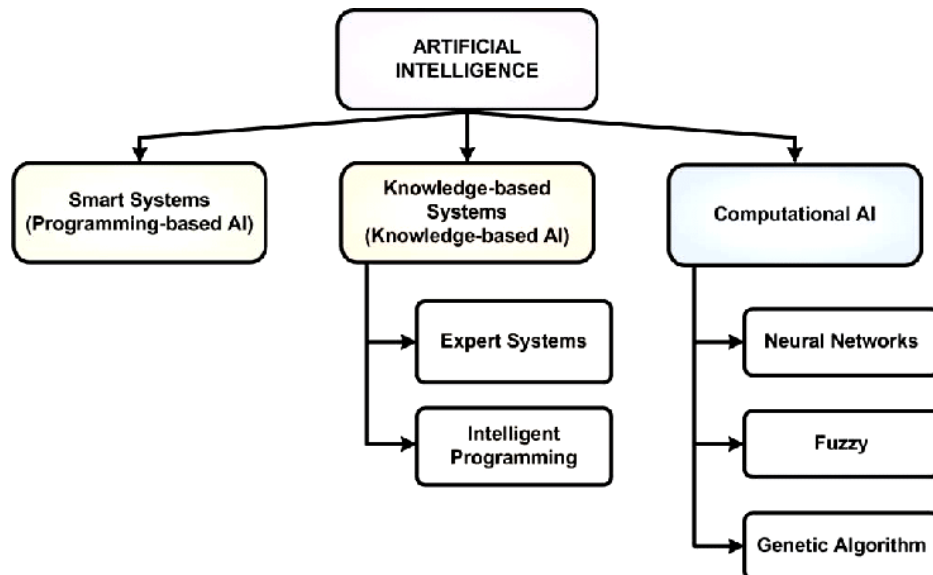 ARTIFICIAL
INTELLIGENCE
Smart Systems
(Programming-based AI)
Knowledge-based
Systems
(Knowledge-based AI)
Computational AI
Expert Systems
Intelligent
Programming
Neural Networks
Fuzzy
Genetic Algorithm